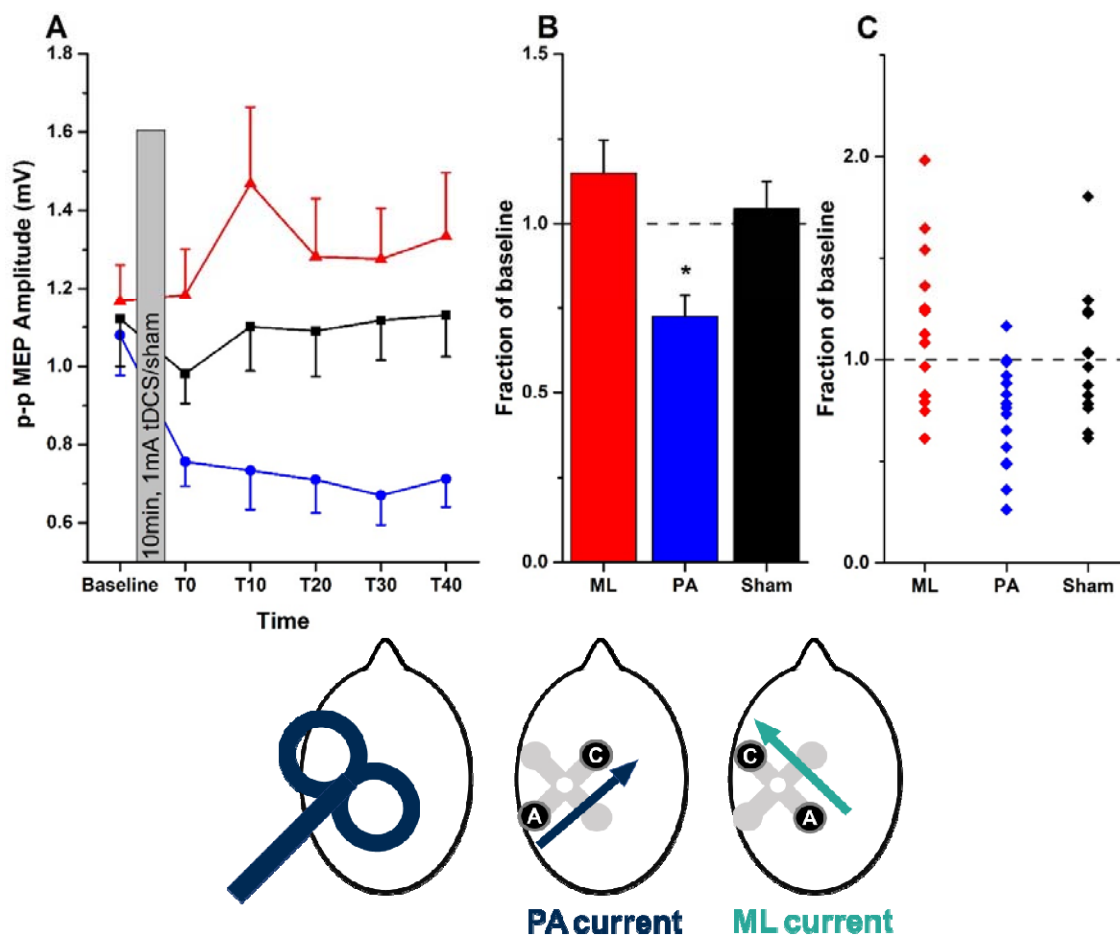 A
1.8
1.6
1.4
1.2
1.0
0.8
0.6
p-p MEP Amplitude (mV)
10min, 1mA tDCS/sham
Baseline T0 T10 T20 T30 T40
Time
B
1.5
1.0
0.5
0.0
Fraction of baseline
*
ML PA Sham
C
2.0
1.0
0.0
Fraction of baseline
ML PA Sham
C
A
PA current
C
A
ML current